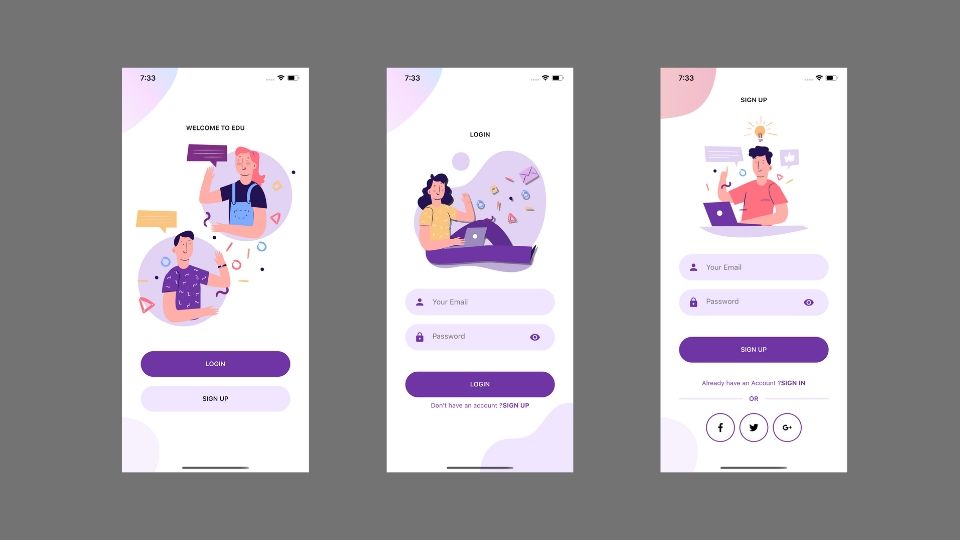 7:33
WELCOME TO EDU
LOGIN
SIGN UP
7:33
LOGIN
Your Email
Password
LOGIN
Don't have an account ?SIGN UP
7:33
SIGN UP
Your Email
Password
SIGN UP
Already have an Account ?SIGN IN
OR
G+